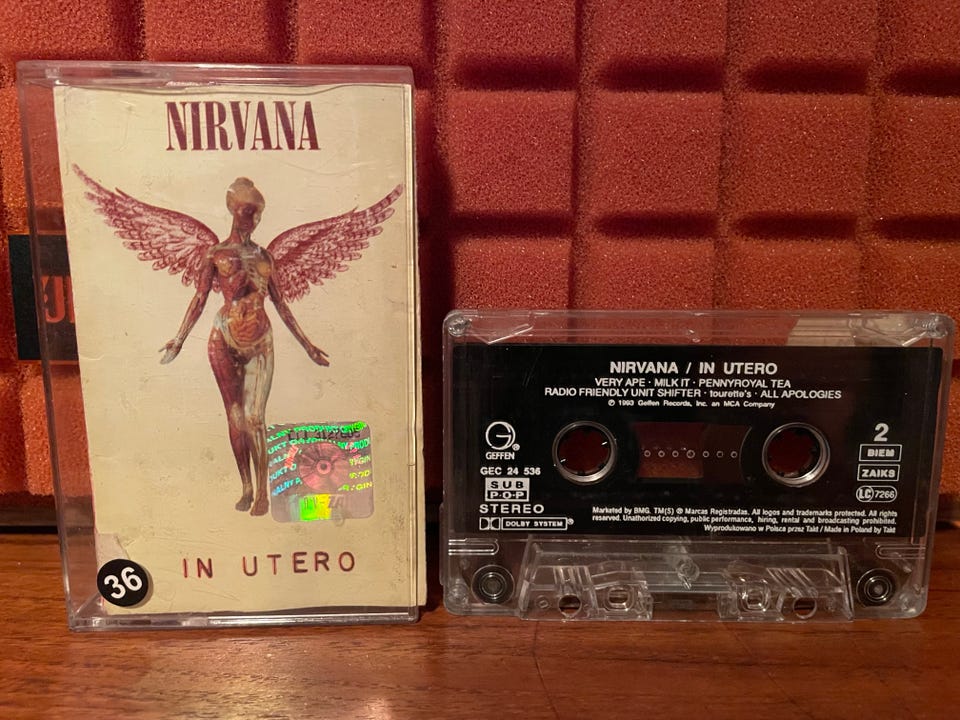 NIRVANA
IN UTERO
36
NIRVANA / IN UTERO
VERY APE · MILK IT · PENNYROYAL TEA
RADIO FRIENDLY UNIT SHIFTER · tourette's · ALL APOLOGIES
℗ 1993 Geffen Records, Inc. an MCA Company
G
GEFFEN
GEC 24 536
SUB
POP
STEREO
DOLBY SYSTEM®
2
BIEM
ZAIKS
LC 7266
Marketed by BMG. TM(S) ® Marcas Registradas. All logos and trademarks protected. All rights
reserved. Unauthorized copying, public performance, hiring, rental and broadcasting prohibited.
Wyprodukowano w Polsce przez Takt / Made in Poland by Takt